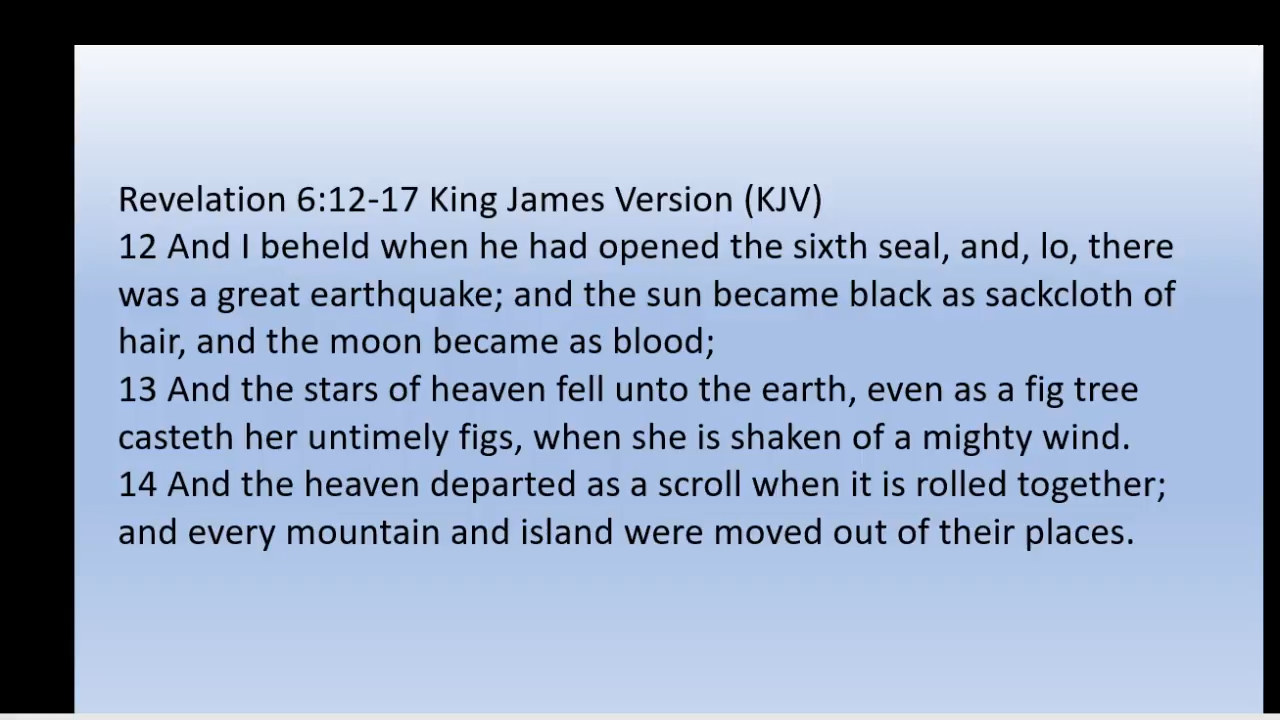 Revelation 6:12-17 King James Version (KJV)
12 And I beheld when he had opened the sixth seal, and, lo, there
was a great earthquake; and the sun became black as sackcloth of
hair, and the moon became as blood;
13 And the stars of heaven fell unto the earth, even as a fig tree
casteth her untimely figs, when she is shaken of a mighty wind.
14 And the heaven departed as a scroll when it is rolled together;
and every mountain and island were moved out of their places.